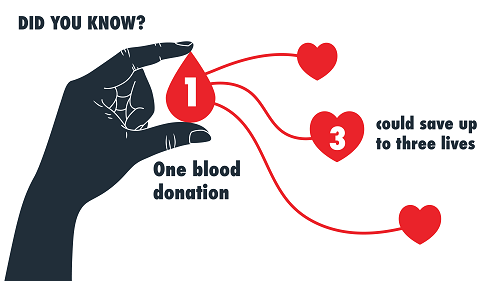 DID YOU KNOW?
1
One blood
donation
3
could save up
to three lives